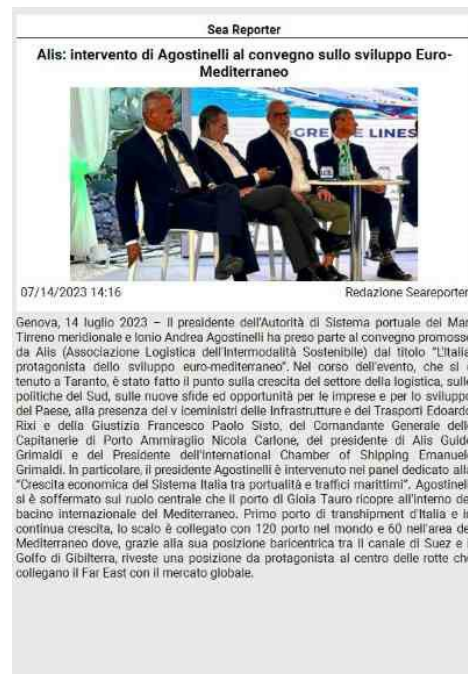 Sea Reporter
Alis: intervento di Agostinelli al convegno sullo sviluppo Euro-
Mediterraneo
LINES
07/14/2023 14:16
Redazione Seareporter
Genova, 14 luglio 2023 – Il presidente dell'Autorità di Sistema portuale del Mar
Tirreno meridionale e Ionio Andrea Agostinelli ha preso parte al convegno promosso
da Alis (Associazione Logistica dell'Intermodalità Sostenibile) dal titolo "L'Italia
protagonista dello sviluppo euro-mediterraneo". Nel corso dell'evento, che si è
tenuto a Taranto, è stato fatto il punto sulla crescita del settore della logistica, sulle
politiche del Sud, sulle nuove sfide ed opportunità per le imprese e per lo sviluppo
del Paese, alla presenza dei v iceministri delle Infrastrutture e dei Trasporti Edoardo
Rixi e della Giustizia Francesco Paolo Sisto, del Comandante Generale delle
Capitanerie di Porto Ammiraglio Nicola Carlone, del presidente di Alis Guido
Grimaldi e del Presidente dell'international Chamber of Shipping Emanuele
Grimaldi. In particolare, il presidente Agostinelli è intervenuto nel panel dedicato alla
"Crescita economica del Sistema Italia tra portualità e traffici marittimi". Agostinelli
si è soffermato sul ruolo centrale che il porto di Gioia Tauro ricopre all'interno del
bacino internazionale del Mediterraneo. Primo porto di transhipment d'Italia e in
continua crescita, lo scalo è collegato con 120 porto nel mondo e 60 nell'area del
Mediterraneo dove, grazie alla sua posizione baricentrica tra il canale di Suez e il
Golfo di Gibilterra, riveste una posizione da protagonista al centro delle rotte che
collegano il Far East con il mercato globale.